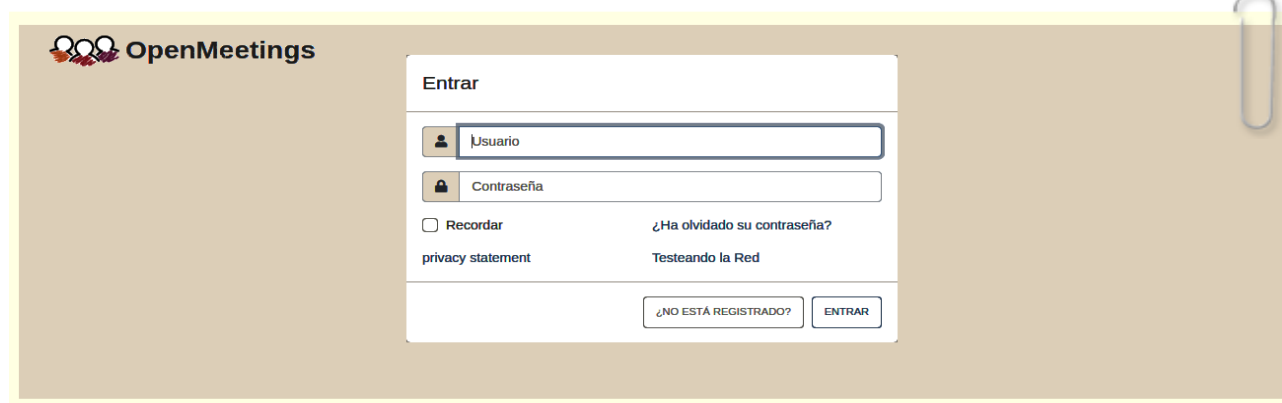 OpenMeetings
Entrar
Usuario
Contraseña
Recordar
¿Ha olvidado su contraseña?
privacy statement
Testeando la Red
¿NO ESTÁ REGISTRADO?
ENTRAR